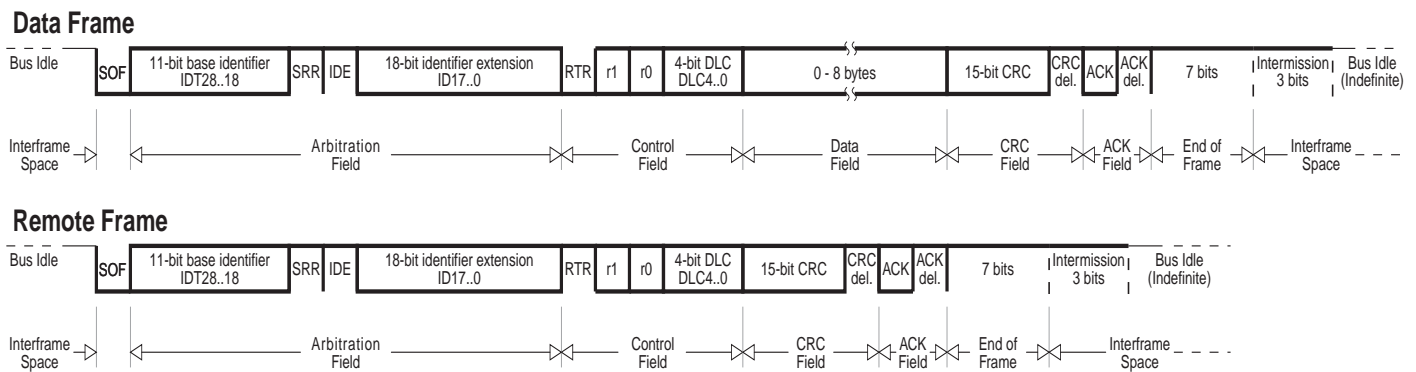 Data Frame
Bus Idle
SOF
11-bit base identifier
IDT28..18
SRR
IDE
18-bit identifier extension
ID17..0
RTR
r1
r0
4-bit DLC
DLC4..0
0 - 8 bytes
15-bit CRC
CRC
del.
ACK
ACK
del.
7 bits
Intermission
3 bits
Bus Idle
(Indefinite)
Interframe
Space
Arbitration
Field
Control
Field
Data
Field
CRC
Field
ACK
Field
End of
Frame
Interframe
Space
Remote Frame
Bus Idle
SOF
11-bit base identifier
IDT28..18
SRR
IDE
18-bit identifier extension
ID17..0
RTR
r1
r0
4-bit DLC
DLC4..0
15-bit CRC
CRC
del.
ACK
ACK
del.
7 bits
Intermission
3 bits
Bus Idle
(Indefinite)
Interframe
Space
Arbitration
Field
Control
Field
CRC
Field
ACK
Field
End of
Frame
Interframe
Space